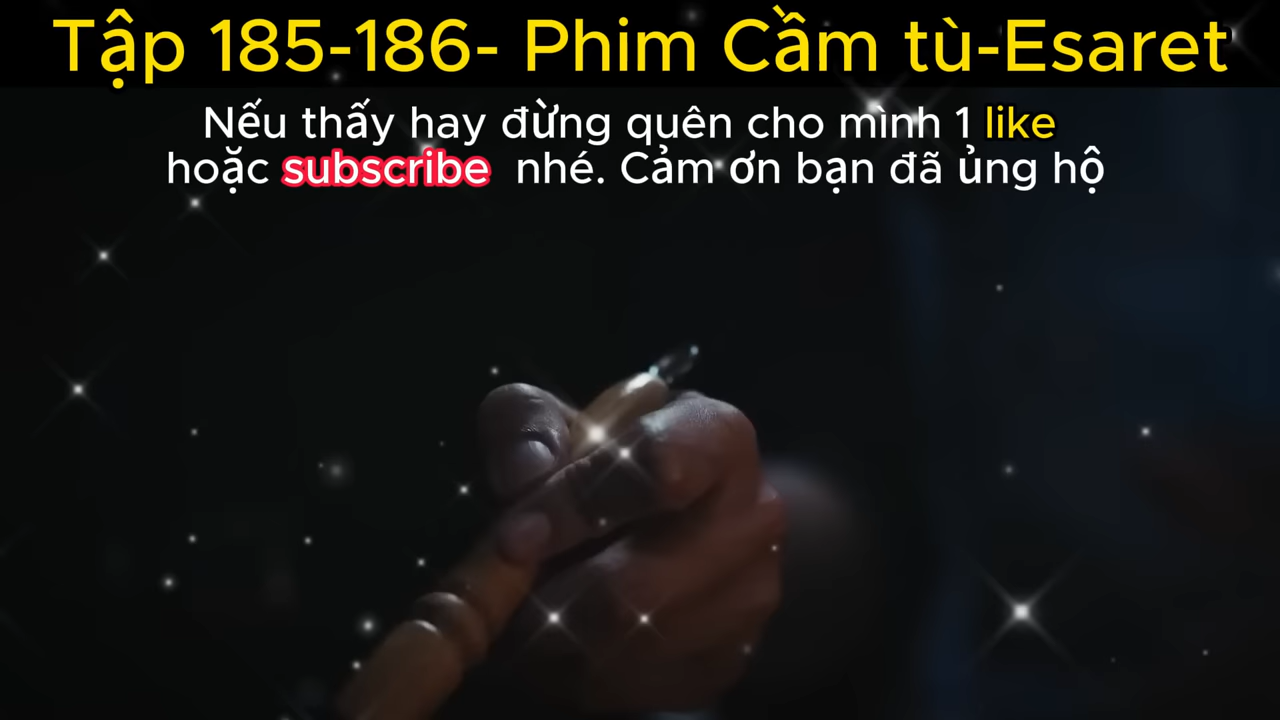 Tập 185-186- Phim Cầm tù-Esaret
Nếu thấy hay đừng quên cho mình 1 like
hoặc subscribe nhé. Cảm ơn bạn đã ủng hộ